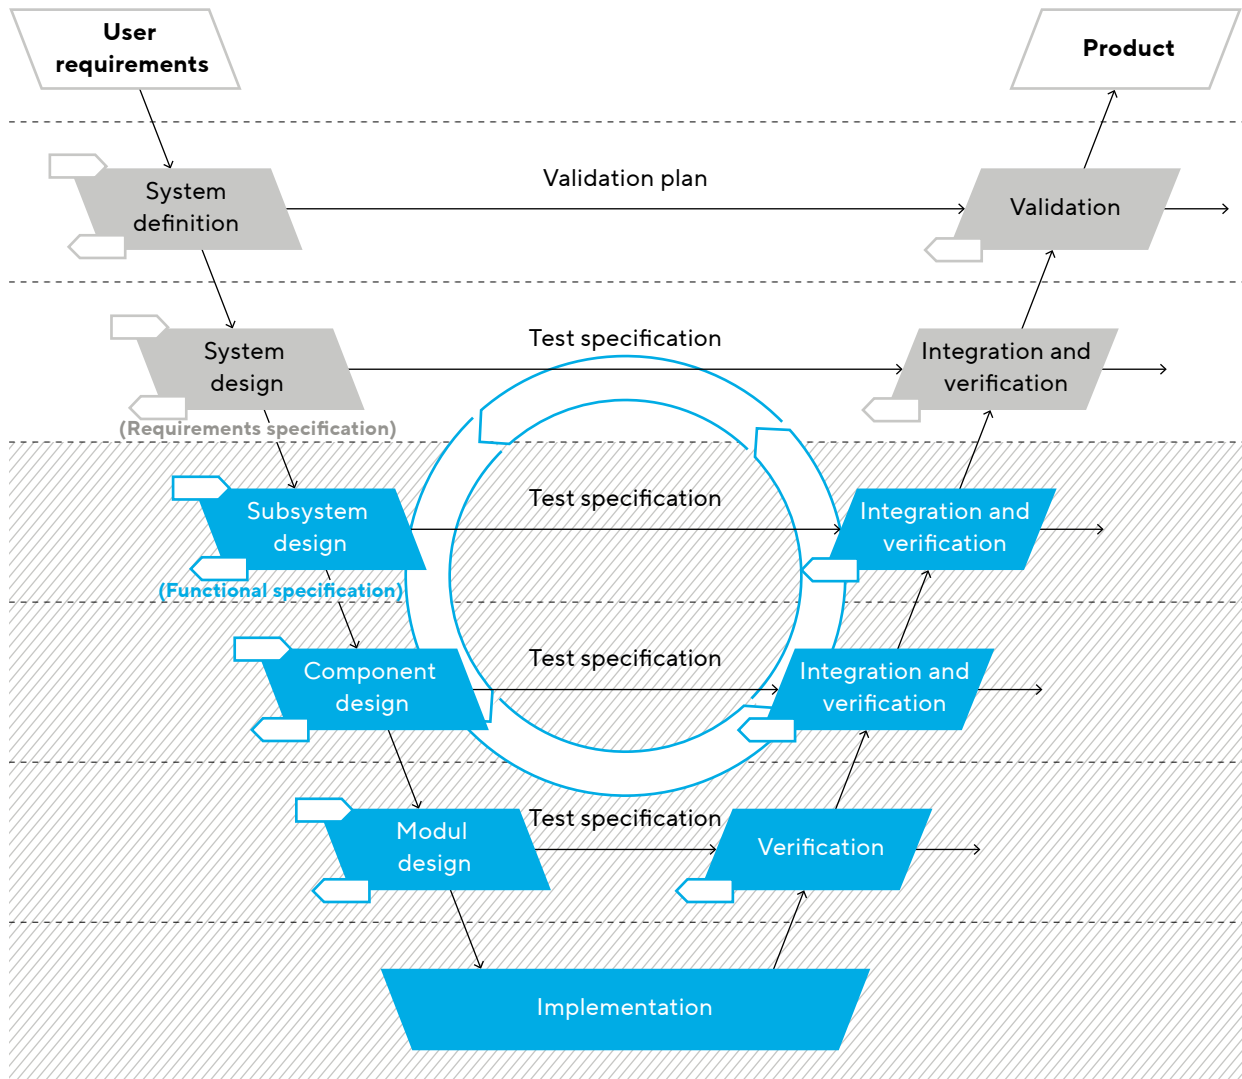 User
requirements
Product
System
definition
Validation plan
Validation
System
design
Test specification
Integration and
verification
(Requirements specification)
Subsystem
design
Test specification
Integration and
verification
(Functional specification)
Component
design
Test specification
Integration and
verification
Modul
design
Test specification
Verification
Implementation